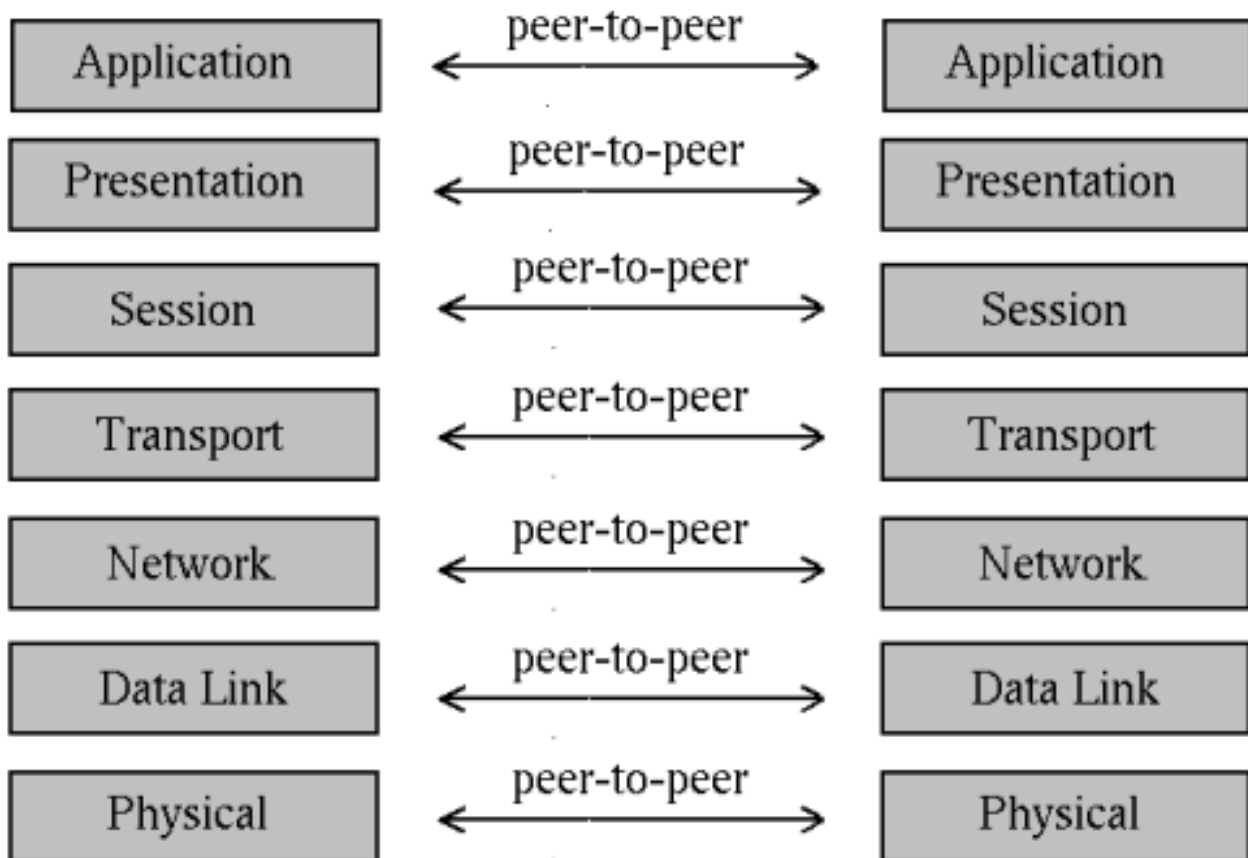 peer-to-peer
Application Application
peer-to-peer
Presentation Presentation
peer-to-peer
Session Session
peer-to-peer
Transport Transport
peer-to-peer
Network Network
peer-to-peer
Data Link Data Link
peer-to-peer
Physical Physical